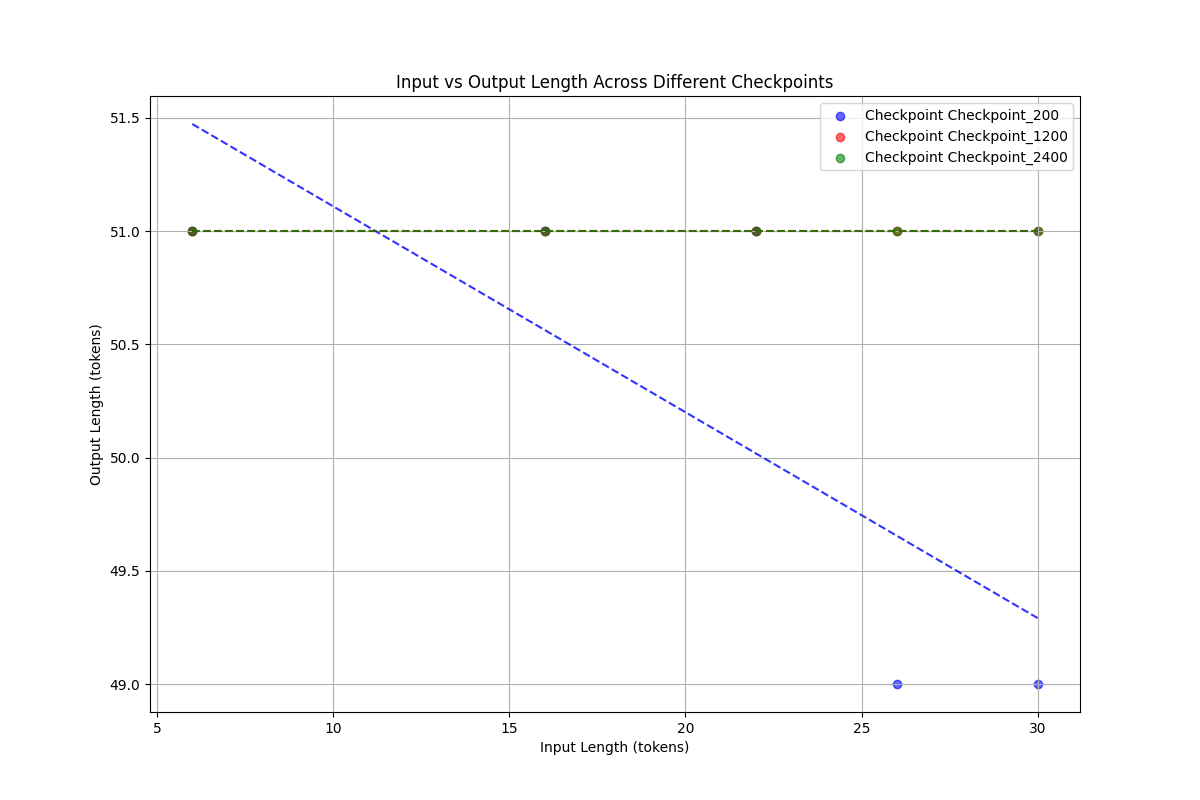 Input vs Output Length Across Different Checkpoints
Checkpoint Checkpoint_200
Checkpoint Checkpoint_1200
Checkpoint Checkpoint_2400
51.5
51.0
50.5
50.0
49.5
49.0
Output Length (tokens)
5 10 15 20 25 30
Input Length (tokens)